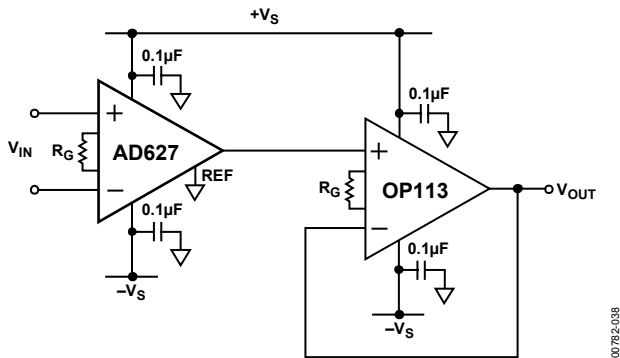 +VS
0.1µF
0.1µF
+
+
VIN
RG
AD627
REF
RG
OP113
VOUT
–
–
0.1µF
0.1µF
–VS
–VS
00782-038